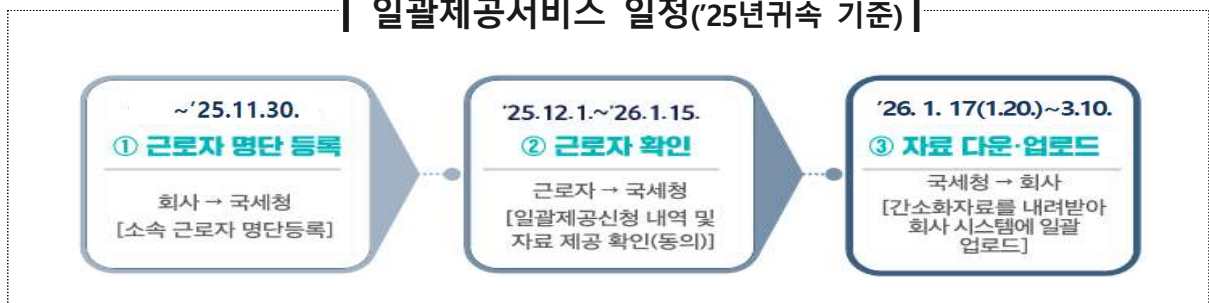 【 일괄제공서비스 일정('25년귀속 기준) 】
~'25.11.30.
① 근로자 명단 등록
회사 → 국세청
[소속 근로자 명단등록]
'25.12.1.~'26.1.15.
② 근로자 확인
근로자 → 국세청
[일괄제공신청 내역 및
자료 제공 확인(동의)]
'26. 1. 17(1.20.)~3.10.
③ 자료 다운·업로드
국세청 → 회사
[간소화자료를 내려받아
회사 시스템에 일괄
업로드]